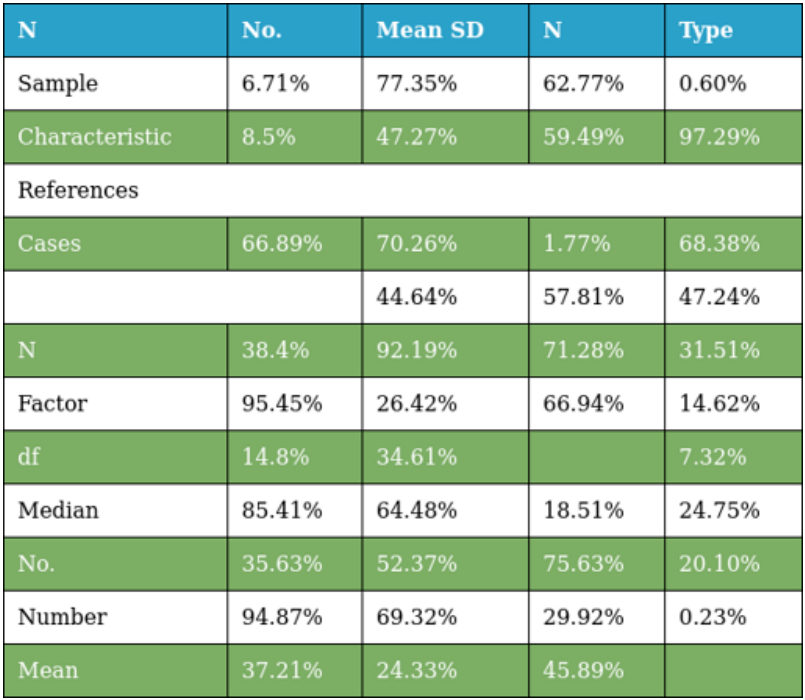 N No. Mean SD N Type
Sample 6.71% 77.35% 62.77% 0.60%
Characteristic 8.5% 47.27% 59.49% 97.29%
References
Cases 66.89% 70.26% 1.77% 68.38%
44.64% 57.81% 47.24%
N 38.4% 92.19% 71.28% 31.51%
Factor 95.45% 26.42% 66.94% 14.62%
df 14.8% 34.61% 7.32%
Median 85.41% 64.48% 18.51% 24.75%
No. 35.63% 52.37% 75.63% 20.10%
Number 94.87% 69.32% 29.92% 0.23%
Mean 37.21% 24.33% 45.89%